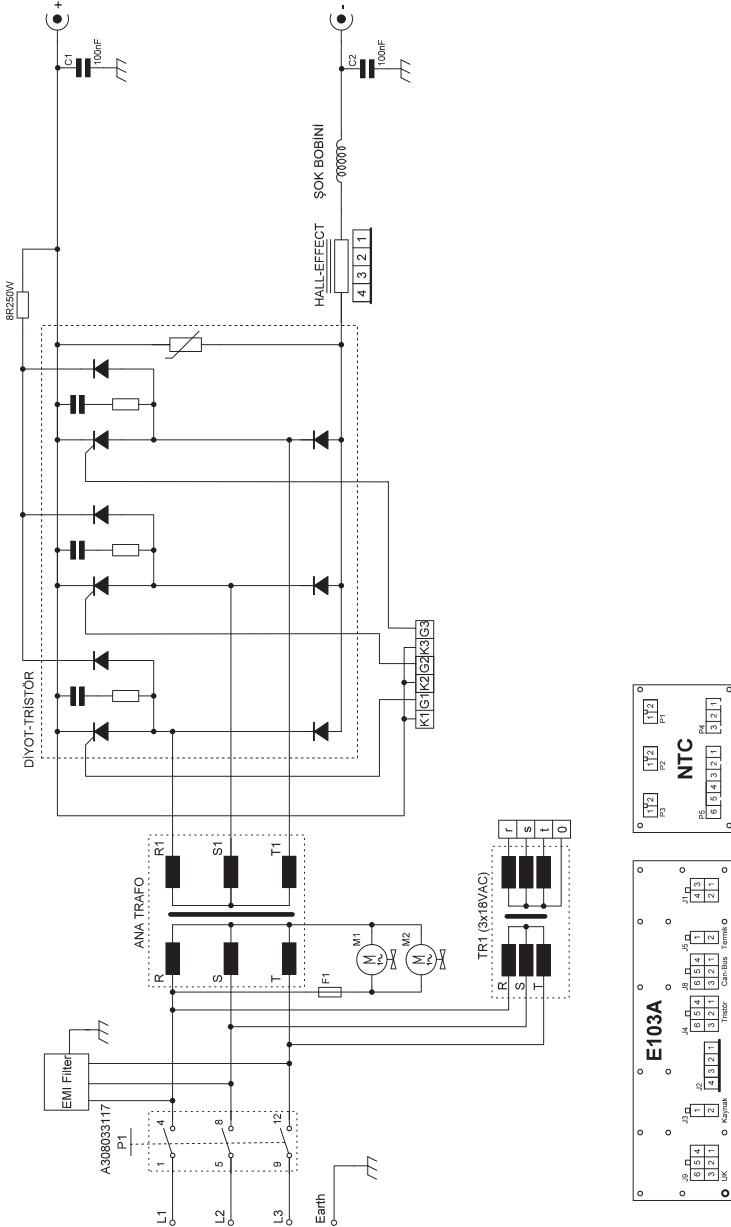 L1
L2
L3
Earth
A308033117
P1
1 4
5 8
9 12
EMI Filter
ANA TRAFO
R R1
S S1
T T1
F1
M1
M
1~
M2
M
1~
TR1 (3x18VAC)
R r
S s
T t
0
DİYOT-TRİSTÖR
K1 G1 K2 G2 K3 G3
8R250W
HALL-EFFECT
4 3 2 1
ŞOK BOBİNİ
C1
100nF
+
C2
100nF
-
E103A
J9
6 5 4
3 2 1
UK
J3
1 2
Kaynak
J2
4 3 2 1
J4
6 5 4
3 2 1
Tristör
J8
6 5 4
3 2 1
Can-Bus
J5
1 2
Termik
J1
4 3
2 1
NTC
P3
1 2
P2
1 2
P1
1 2
P5
6 5 4 3 2 1
P4
3 2 1